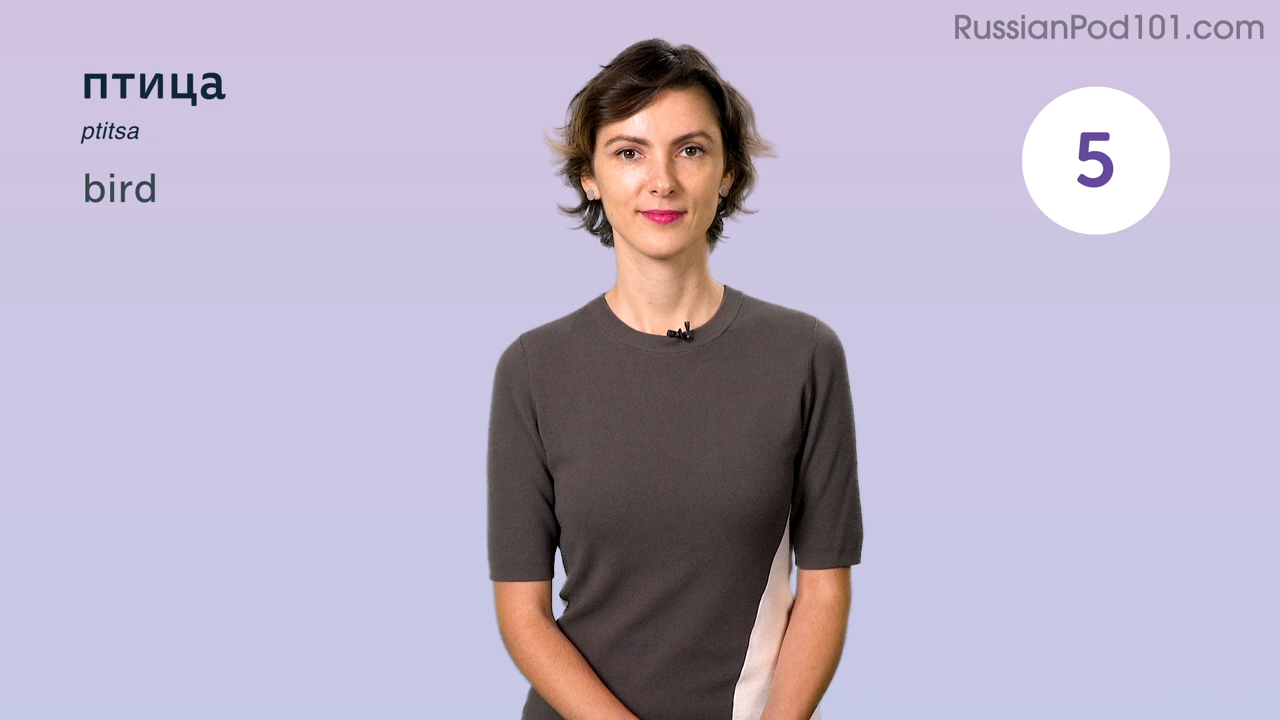 RussianPod101.com
птица
ptitsa
bird
5